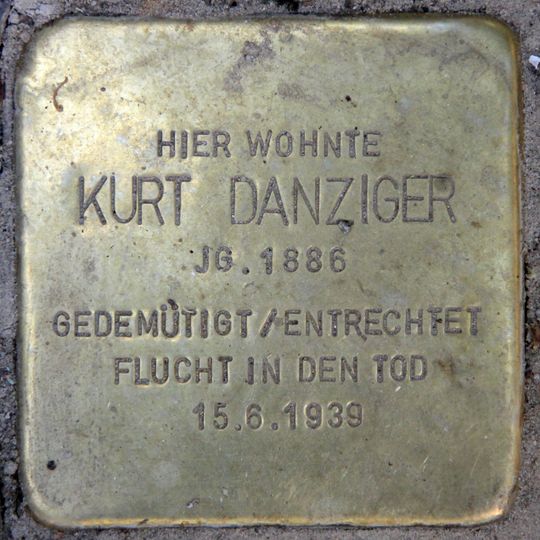 HIER WOHNTE
KURT DANZIGER
JG. 1886
GEDEMÜTIGT/ENTRECHTET
FLUCHT IN DEN TOD
15.6.1939